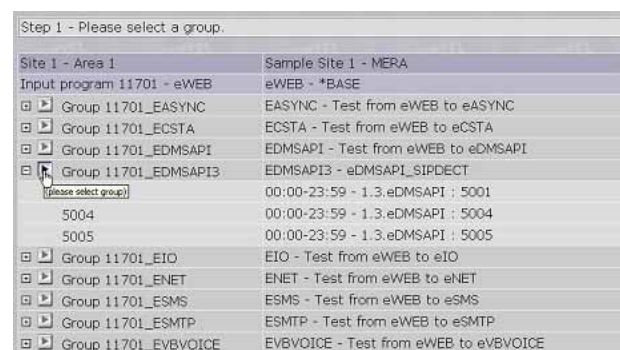 Step 1 - Please select a group.
Site 1 - Area 1 Sample Site 1 - MERA
Input program 11701 - eWEB eWEB - *BASE
Group 11701_EASYNC EASYNC - Test from eWEB to eASYNC
Group 11701_ECSTA ECSTA - Test from eWEB to eCSTA
Group 11701_EDMSAPI EDMSAPI - Test from eWEB to eDMSAPI
Group 11701_EDMSAPI3 EDMSAPI3 - eDMSAPI_SIPDECT
(please select group) 00:00-23:59 - 1.3.eDMSAPI : 5001
5004 00:00-23:59 - 1.3.eDMSAPI : 5004
5005 00:00-23:59 - 1.3.eDMSAPI : 5005
Group 11701_EIO EIO - Test from eWEB to eIO
Group 11701_ENET ENET - Test from eWEB to eNET
Group 11701_ESMS ESMS - Test from eWEB to eSMS
Group 11701_ESMTP ESMTP - Test from eWEB to eSMTP
Group 11701_EVBVOICE EVBVOICE - Test from eWEB to eVBVOICE